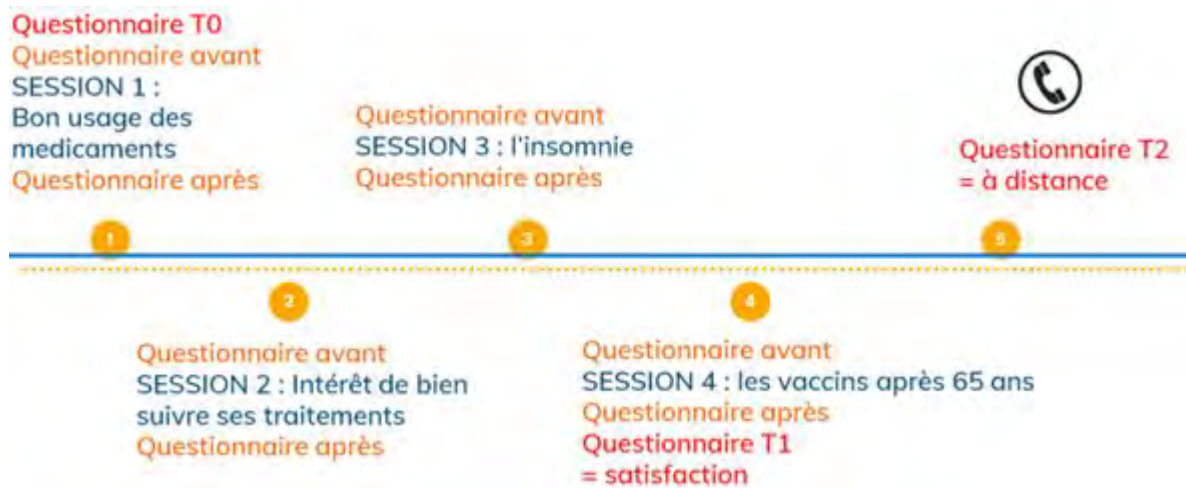 Questionnaire T0
Questionnaire avant
SESSION 1 :
Bon usage des
medicaments
Questionnaire après
1
Questionnaire avant
SESSION 2 : Intérêt de bien
suivre ses traitements
Questionnaire après
2
Questionnaire avant
SESSION 3 : l'insomnie
Questionnaire après
3
Questionnaire avant
SESSION 4 : les vaccins après 65 ans
Questionnaire après
Questionnaire T1
= satisfaction
4
Questionnaire T2
= à distance
5